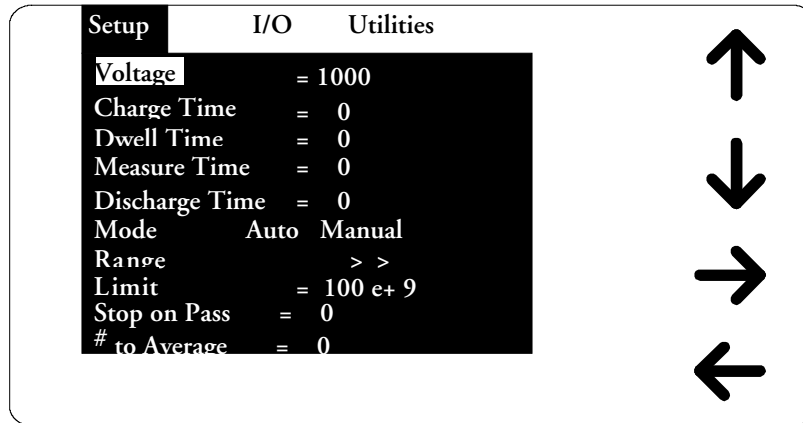 Setup I/O Utilities
Voltage = 1000
Charge Time = 0
Dwell Time = 0
Measure Time = 0
Discharge Time = 0
Mode Auto Manual
Range > >
Limit = 100 e+ 9
Stop on Pass = 0
# to Average = 0